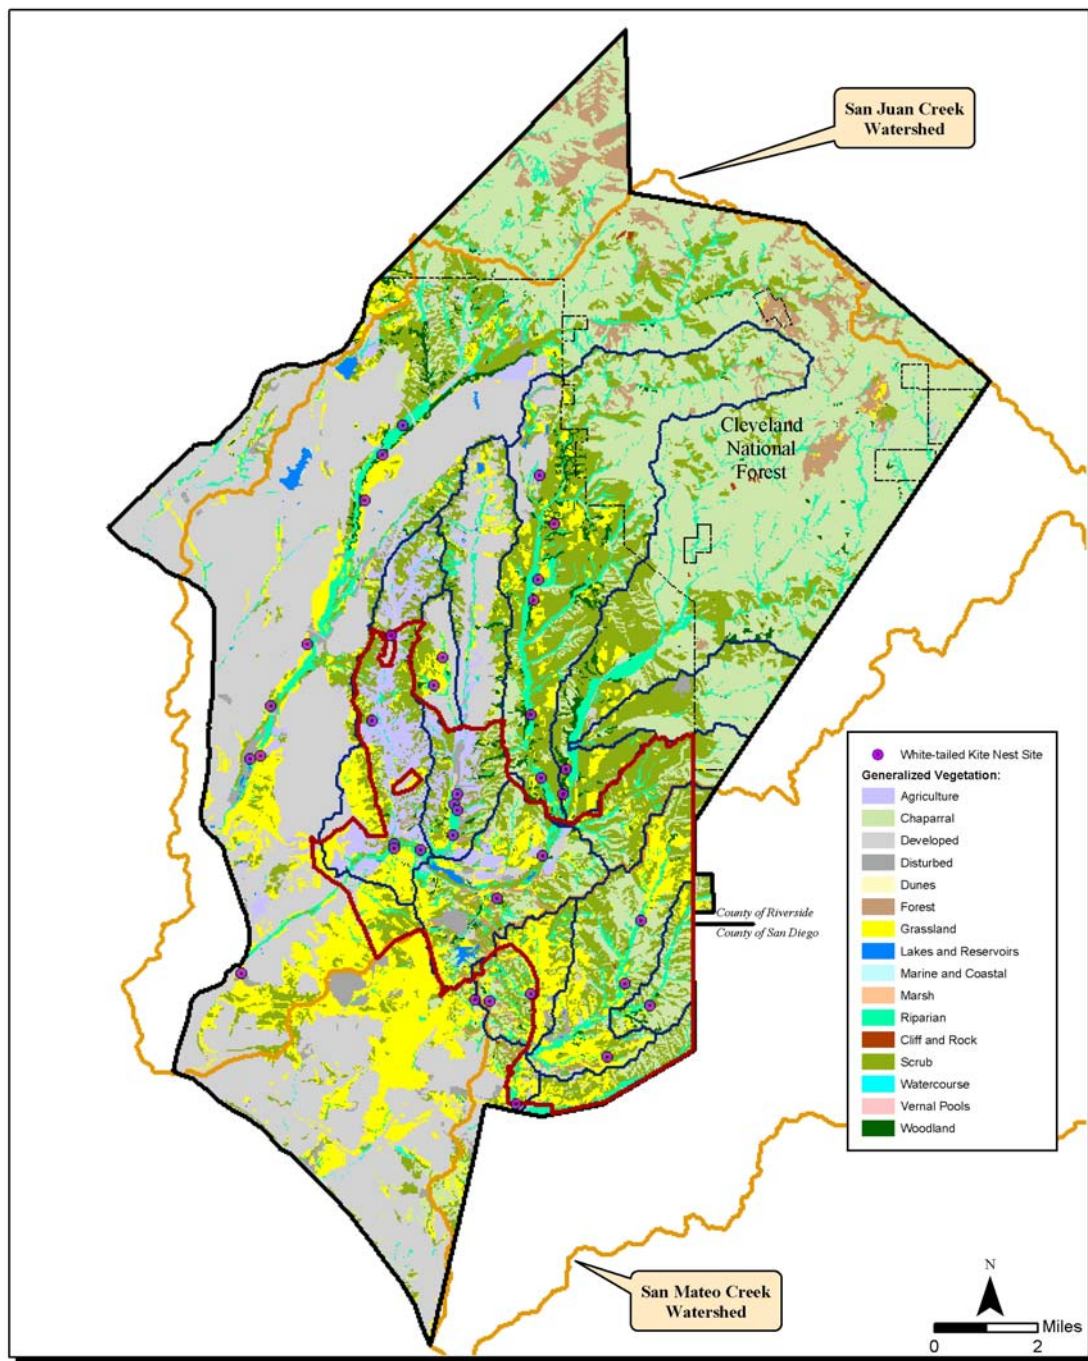 San Juan Creek
Watershed
Cleveland
National
Forest
White-tailed Kite Nest Site
Generalized Vegetation:
Agriculture
Chaparral
Developed
Disturbed
Dunes
Forest
Grassland
Lakes and Reservoirs
Marine and Coastal
Marsh
Riparian
Cliff and Rock
Scrub
Watercourse
Vernal Pools
Woodland
County of Riverside
County of San Diego
San Mateo Creek
Watershed
N
Miles
0 2